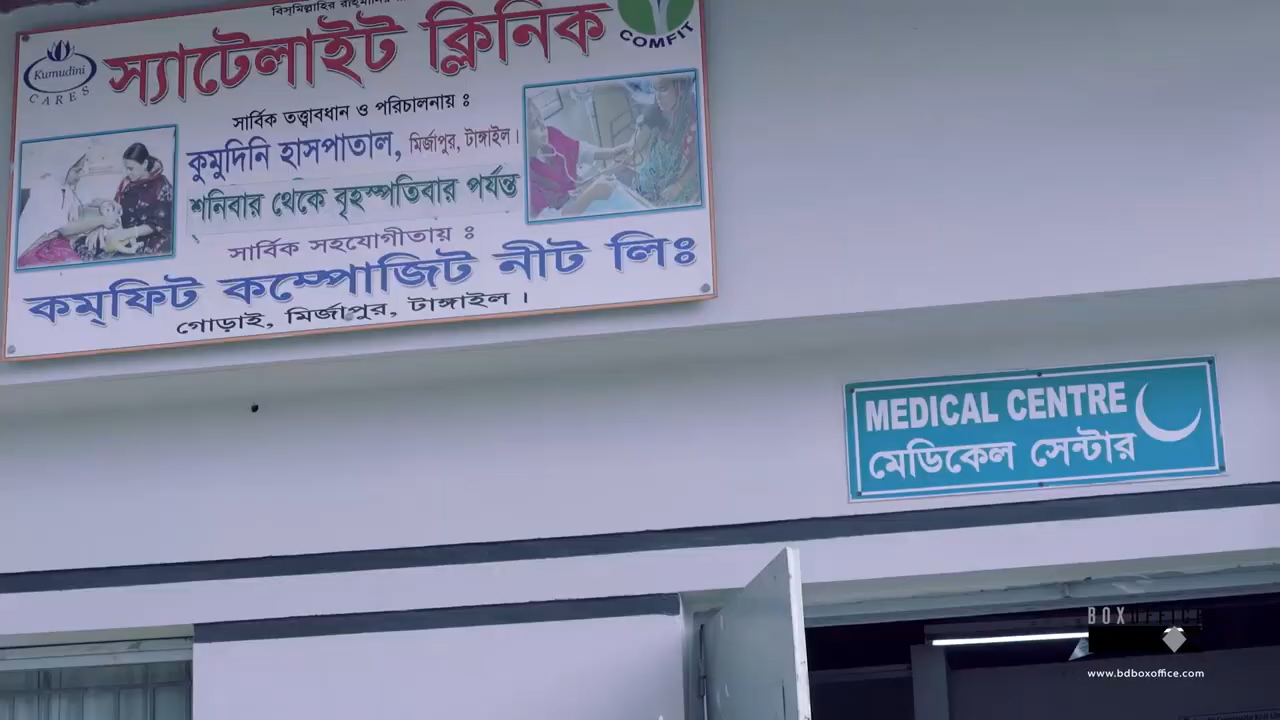 বিস্‌মিল্লাহির রাহ্‌মানির
স্যাটেলাইট ক্লিনিক
Kumudini
CARES
COMFIT
সার্বিক তত্ত্বাবধান ও পরিচালনায় ঃ
কুমুদিনি হাসপাতাল, মির্জাপুর, টাঙ্গাইল।
শনিবার থেকে বৃহস্পতিবার পর্যন্ত
সার্বিক সহযোগীতায় ঃ
কম্‌ফিট কম্পোজিট নীট লিঃ
গোড়াই, মির্জাপুর, টাঙ্গাইল।
MEDICAL CENTRE
মেডিকেল সেন্টার
BOX OFFICE
www.bdboxoffice.com